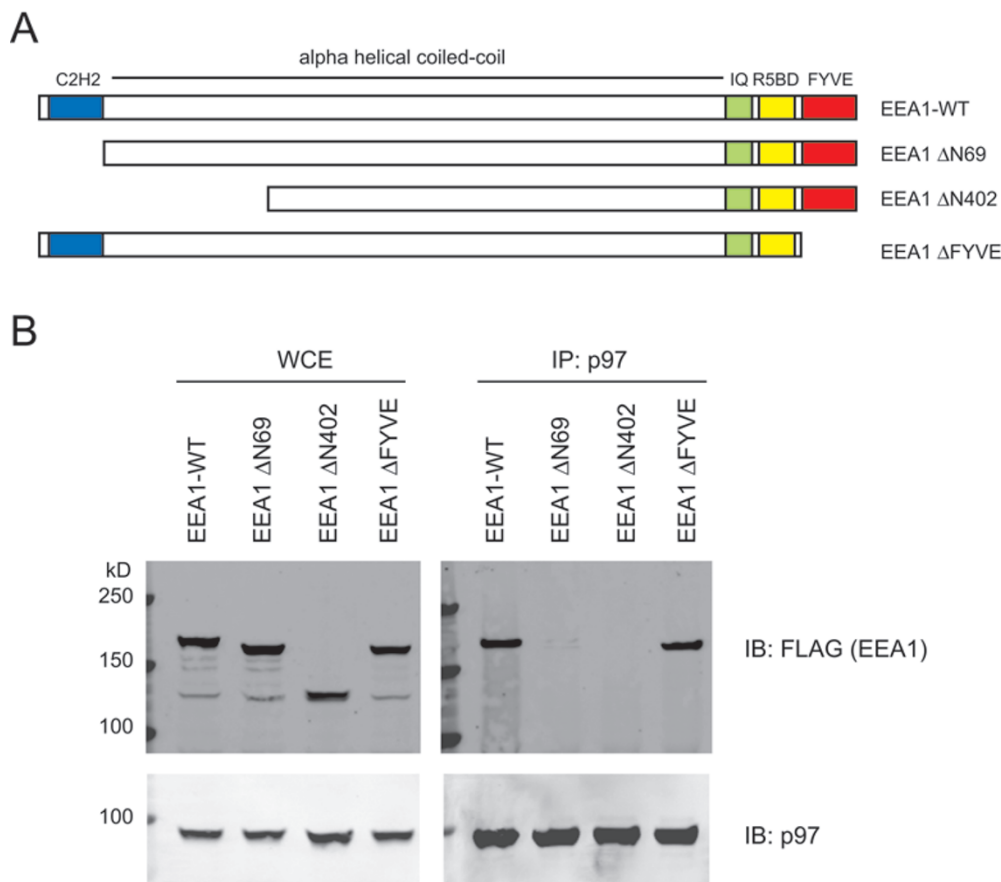 A
alpha helical coiled-coil
C2H2 IQ R5BD FYVE
EEA1-WT
EEA1 ΔN69
EEA1 ΔN402
EEA1 ΔFYVE
B
WCE IP: p97
EEA1-WT
EEA1 ΔN69
EEA1 ΔN402
EEA1 ΔFYVE
EEA1-WT
EEA1 ΔN69
EEA1 ΔN402
EEA1 ΔFYVE
kD
250
150
100
IB: FLAG (EEA1)
100
IB: p97